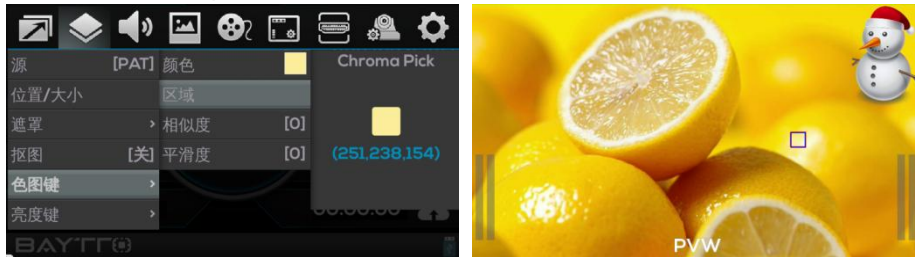 源 [PAT] 颜色 Chroma Pick
位置/大小 区域
遮罩 › 相似度 [0]
抠图 [关] 平滑度 [0] (251,238,154)
色图键 ›
亮度键 ›
PVW